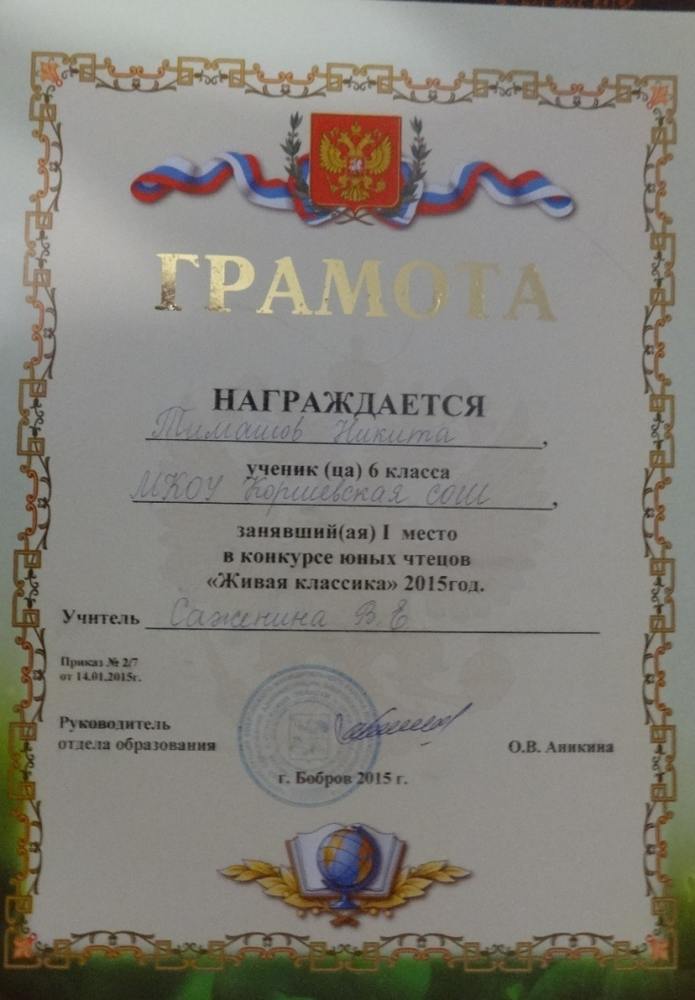 ГРАМОТА
НАГРАЖДАЕТСЯ
Тимашов Никита,
ученик (ца) 6 класса
МКОУ Коршевская СОШ,
занявший(ая) I место
в конкурсе юных чтецов
«Живая классика» 2015год.
Учитель Саженина В.Е
Приказ № 2/7
от 14.01.2015г.
Руководитель
отдела образования О.В. Аникина
г. Бобров 2015 г.